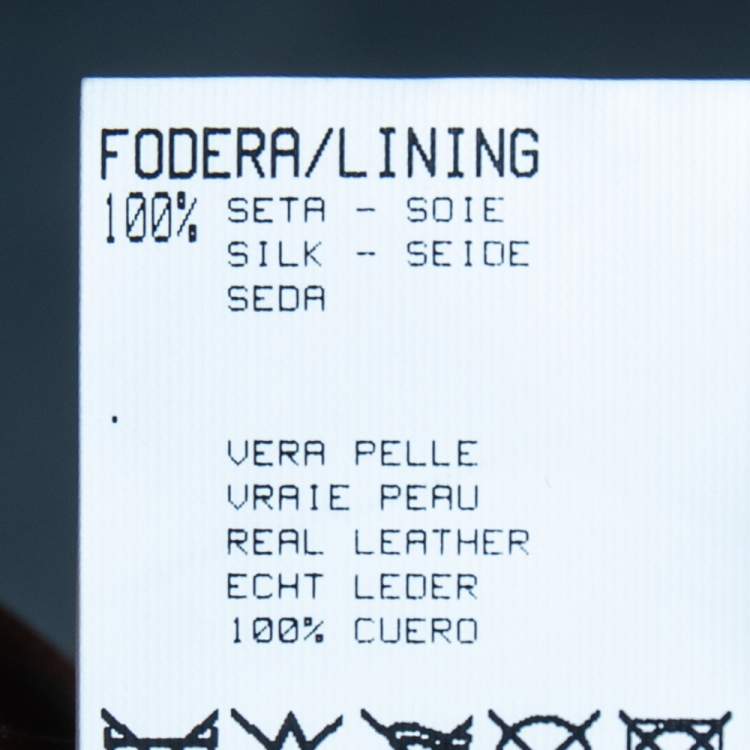 FODERA/LINING
100% SETA - SOIE
SILK - SEIDE
SEDA
VERA PELLE
VRAIE PEAU
REAL LEATHER
ECHT LEDER
100% CUERO